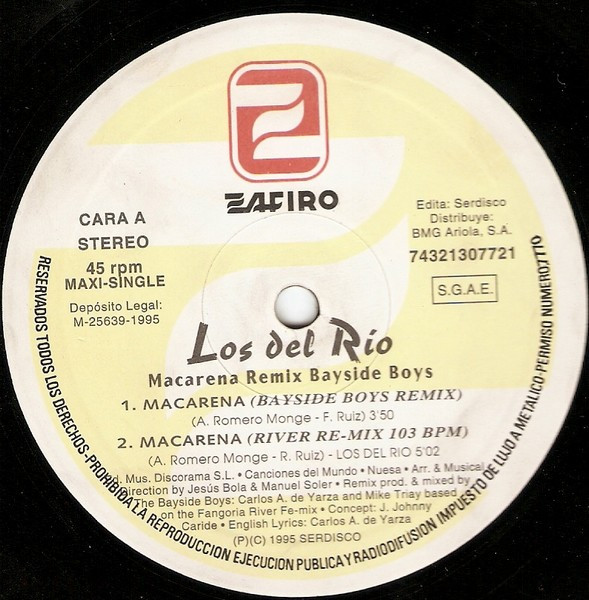 ZAFIRO
CARA A
STEREO
45 rpm
MAXI-SINGLE
Depósito Legal:
M-25639-1995
Edita: Serdisco
Distribuye:
BMG Ariola, S.A.
74321307721
S.G.A.E.
Los del Río
Macarena Remix Bayside Boys
1. MACARENA (BAYSIDE BOYS REMIX)
(A. Romero Monge - F. Ruiz) 3'50
2. MACARENA (RIVER RE-MIX 103 BPM)
(A. Romero Monge - R. Ruiz) - LOS DEL RIO 5'02
d. Mus. Discorama S.L. • Canciones del Mundo • Nuesa • Arr. & Musical
Direction by Jesús Bola & Manuel Soler • Remix prod. & mixed by
The Bayside Boys: Carlos A. de Yarza and Mike Triay based
on the Fangoria River Fe-mix • Concept: J. Johnny
Caride • English Lyrics: Carlos A. de Yarza
(P)(C) 1995 SERDISCO
RESERVADOS TODOS LOS DERECHOS-PROHIBIDA LA REPRODUCCION EJECUCION PUBLICA Y RADIODIFUSION IMPUESTO DE LUJO A METALICO-PERMISO NUMERO 2.770